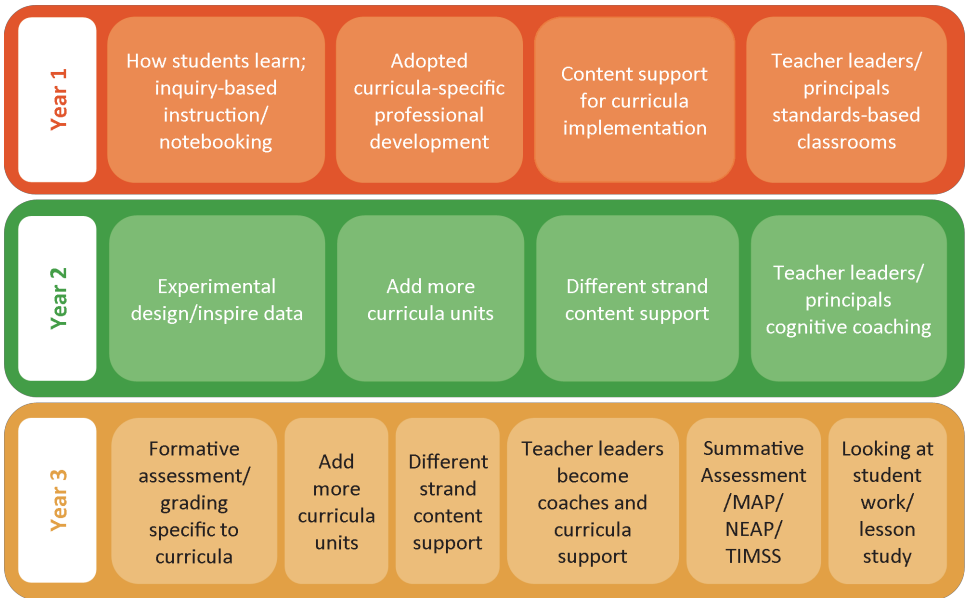 Year 1
How students learn;
inquiry-based
instruction/
notebooking
Adopted
curricula-specific
professional
development
Content support
for curricula
implementation
Teacher leaders/
principals
standards-based
classrooms
Year 2
Experimental
design/inspire data
Add more
curricula units
Different strand
content support
Teacher leaders/
principals
cognitive coaching
Year 3
Formative
assessment/
grading
specific to
curricula
Add
more
curricula
units
Different
strand
content
support
Teacher leaders
become
coaches and
curricula
support
Summative
Assessment
/MAP/
NEAP/
TIMSS
Looking at
student
work/
lesson
study